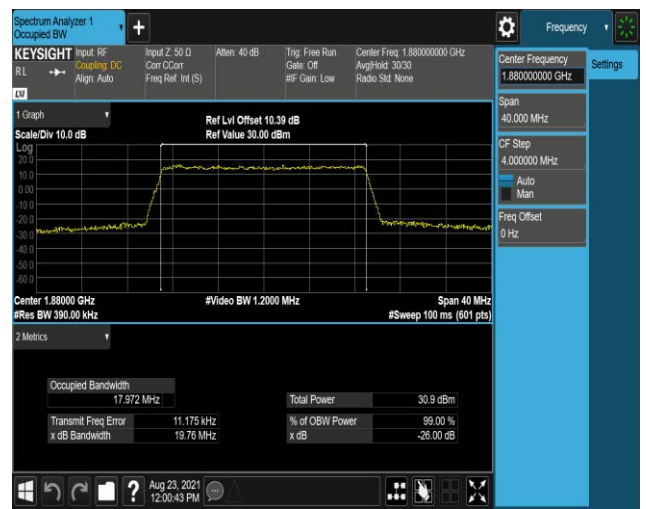 Spectrum Analyzer 1
Occupied BW
Frequency
KEYSIGHT Input: RF Input Z: 50 Ω Atten: 40 dB Trig: Free Run Center Freq: 1.880000000 GHz
RL Coupling: DC Corr CCorr Gate: Off Avg|Hold: 30/30
Align: Auto Freq Ref: Int (S) #IF Gain: Low Radio Std: None
LXI
Center Frequency
1.880000000 GHz
Settings
Span
40.000 MHz
CF Step
4.000000 MHz
Auto
Man
Freq Offset
0 Hz
1 Graph
Ref Lvl Offset 10.39 dB
Scale/Div 10.0 dB Ref Value 30.00 dBm
Log
20.0
10.0
0.00
-10.0
-20.0
-30.0
-40.0
-50.0
-60.0
Center 1.88000 GHz #Video BW 1.2000 MHz Span 40 MHz
#Res BW 390.00 kHz #Sweep 100 ms (601 pts)
2 Metrics
Occupied Bandwidth
17.972 MHz Total Power 30.9 dBm
Transmit Freq Error 11.175 kHz % of OBW Power 99.00 %
x dB Bandwidth 19.76 MHz x dB -26.00 dB
Aug 23, 2021
12:00:43 PM